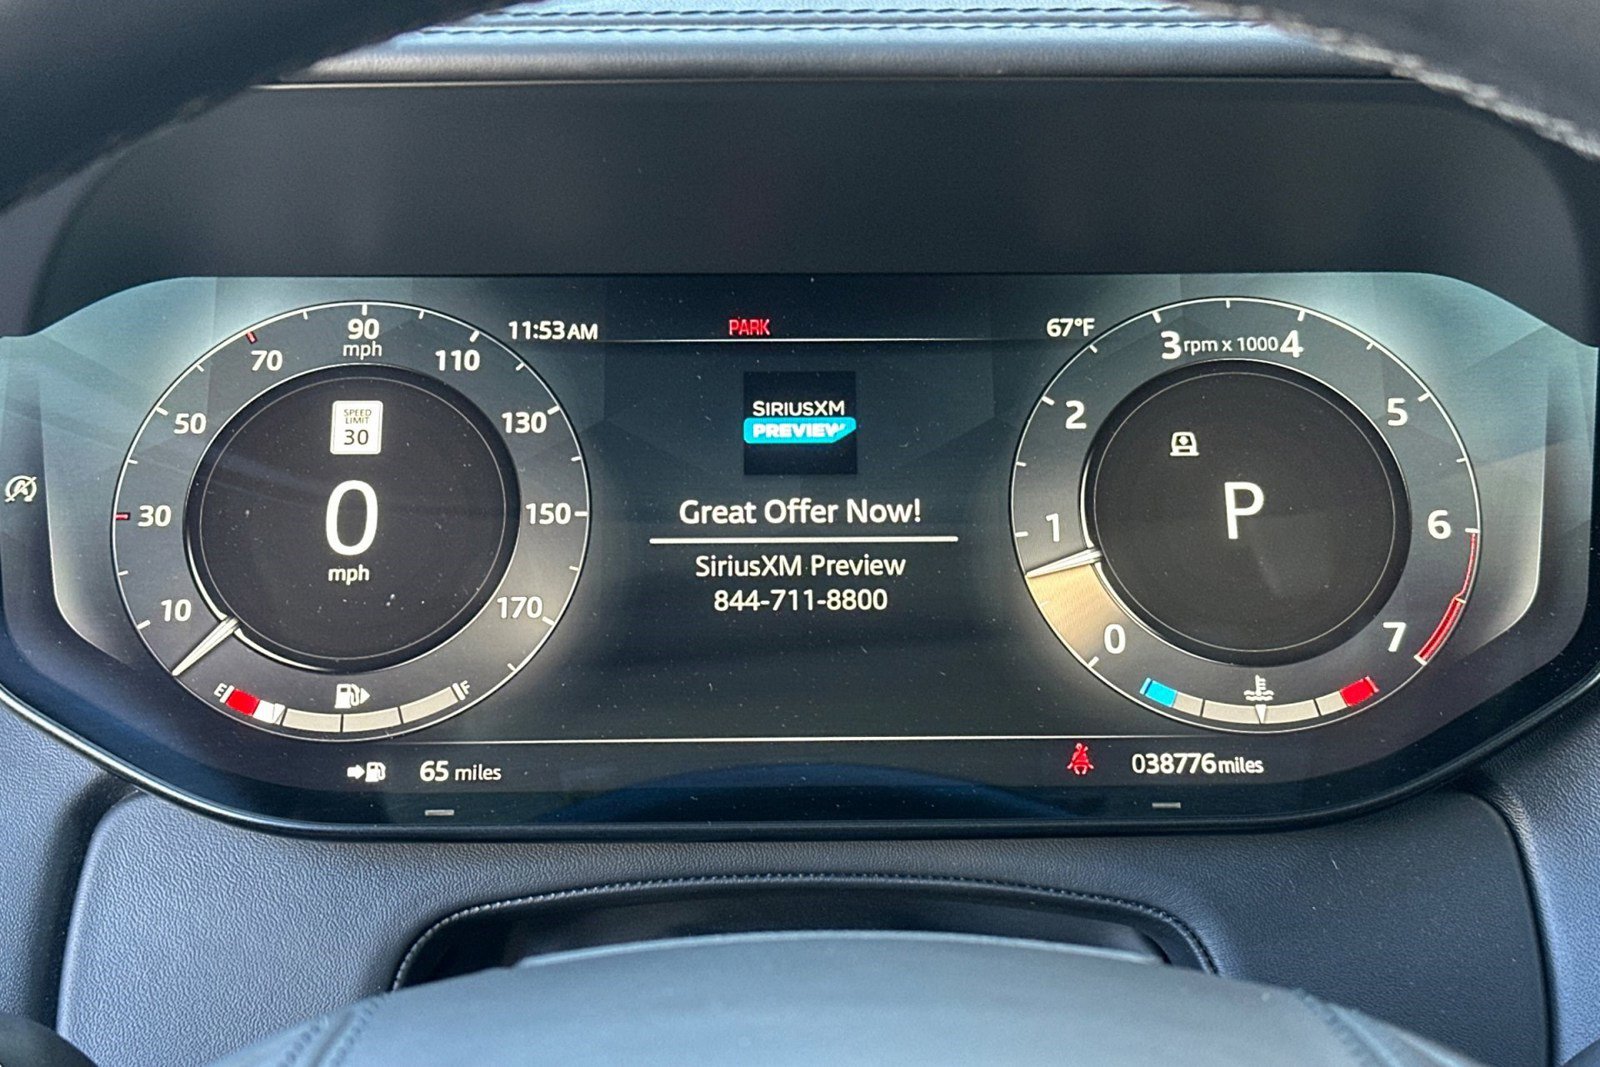 11:53 AM
PARK
67°F
10
30
50
70
90
mph
110
130
150
170
SPEED
LIMIT
30
0
mph
E
F
SIRIUSXM
PREVIEW
Great Offer Now!
SiriusXM Preview
844-711-8800
0
1
2
3 rpm x 1000 4
5
6
7
P
65 miles
038776 miles